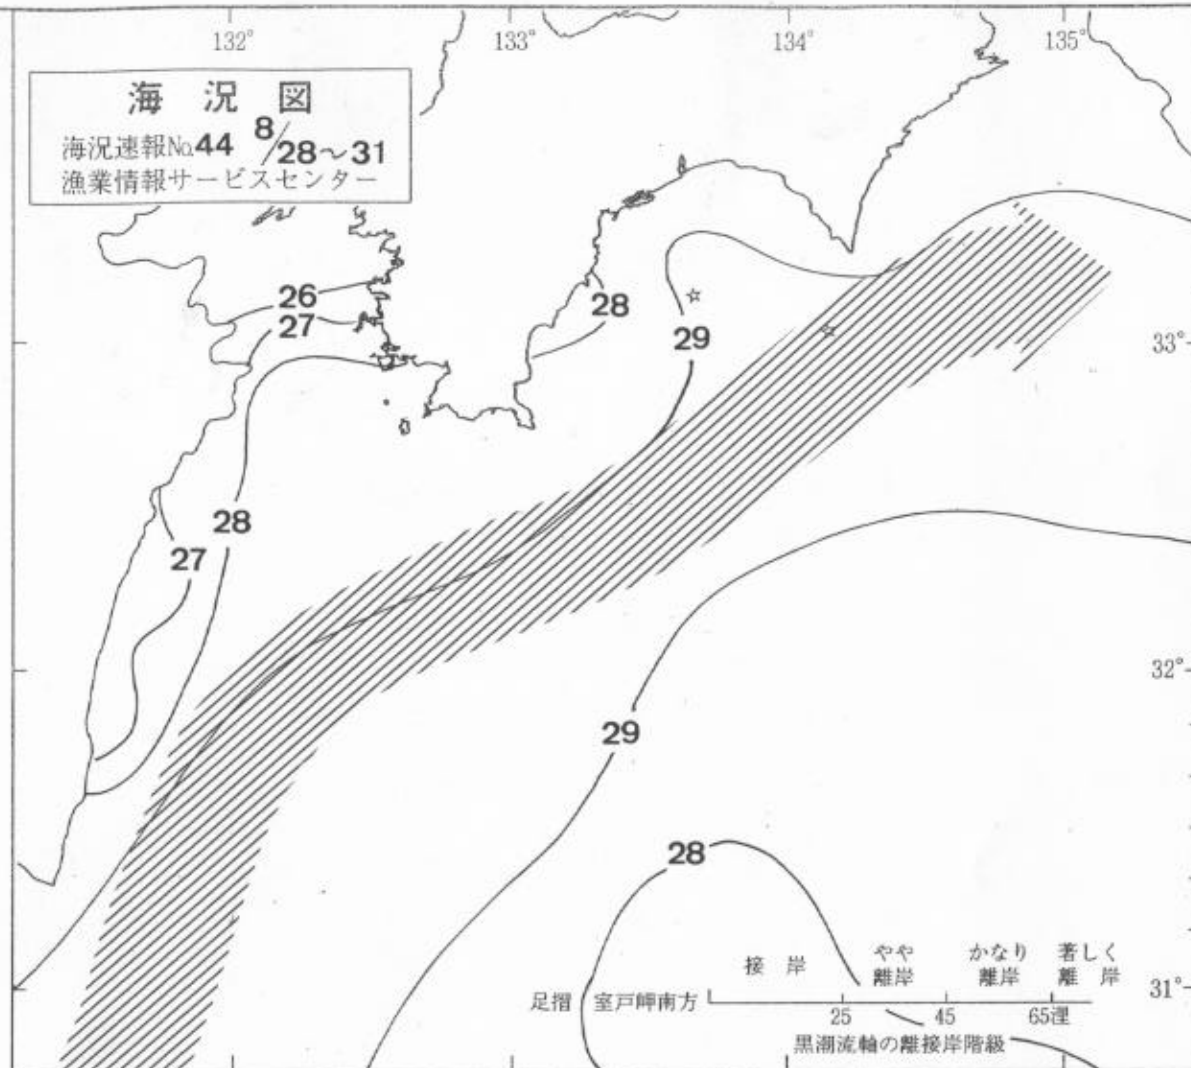 132°
133°
134°
135°
海況図
海況速報№44 8/28～31
漁業情報サービスセンター
26
27
28
29
33°
28
27
32°
29
28
接岸
やや離岸
かなり離岸
著しく離岸
足摺 室戸岬南方
31°
25
45
65浬
黒潮流軸の離接岸階級